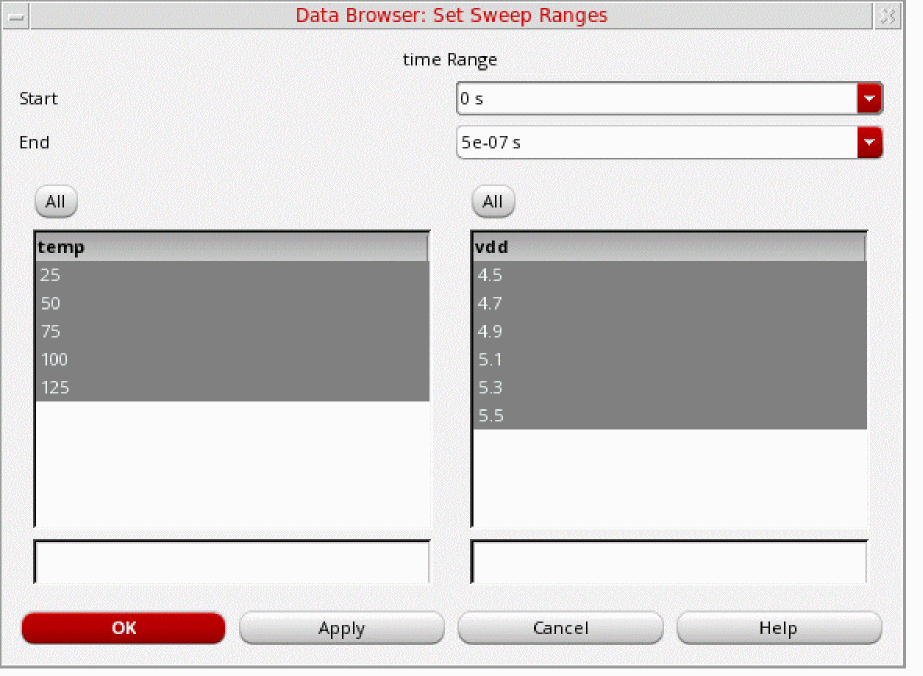 Data Browser: Set Sweep Ranges
time Range
Start
0 s
End
5e-07 s
All
All
temp
25
50
75
100
125
vdd
4.5
4.7
4.9
5.1
5.3
5.5
OK
Apply
Cancel
Help